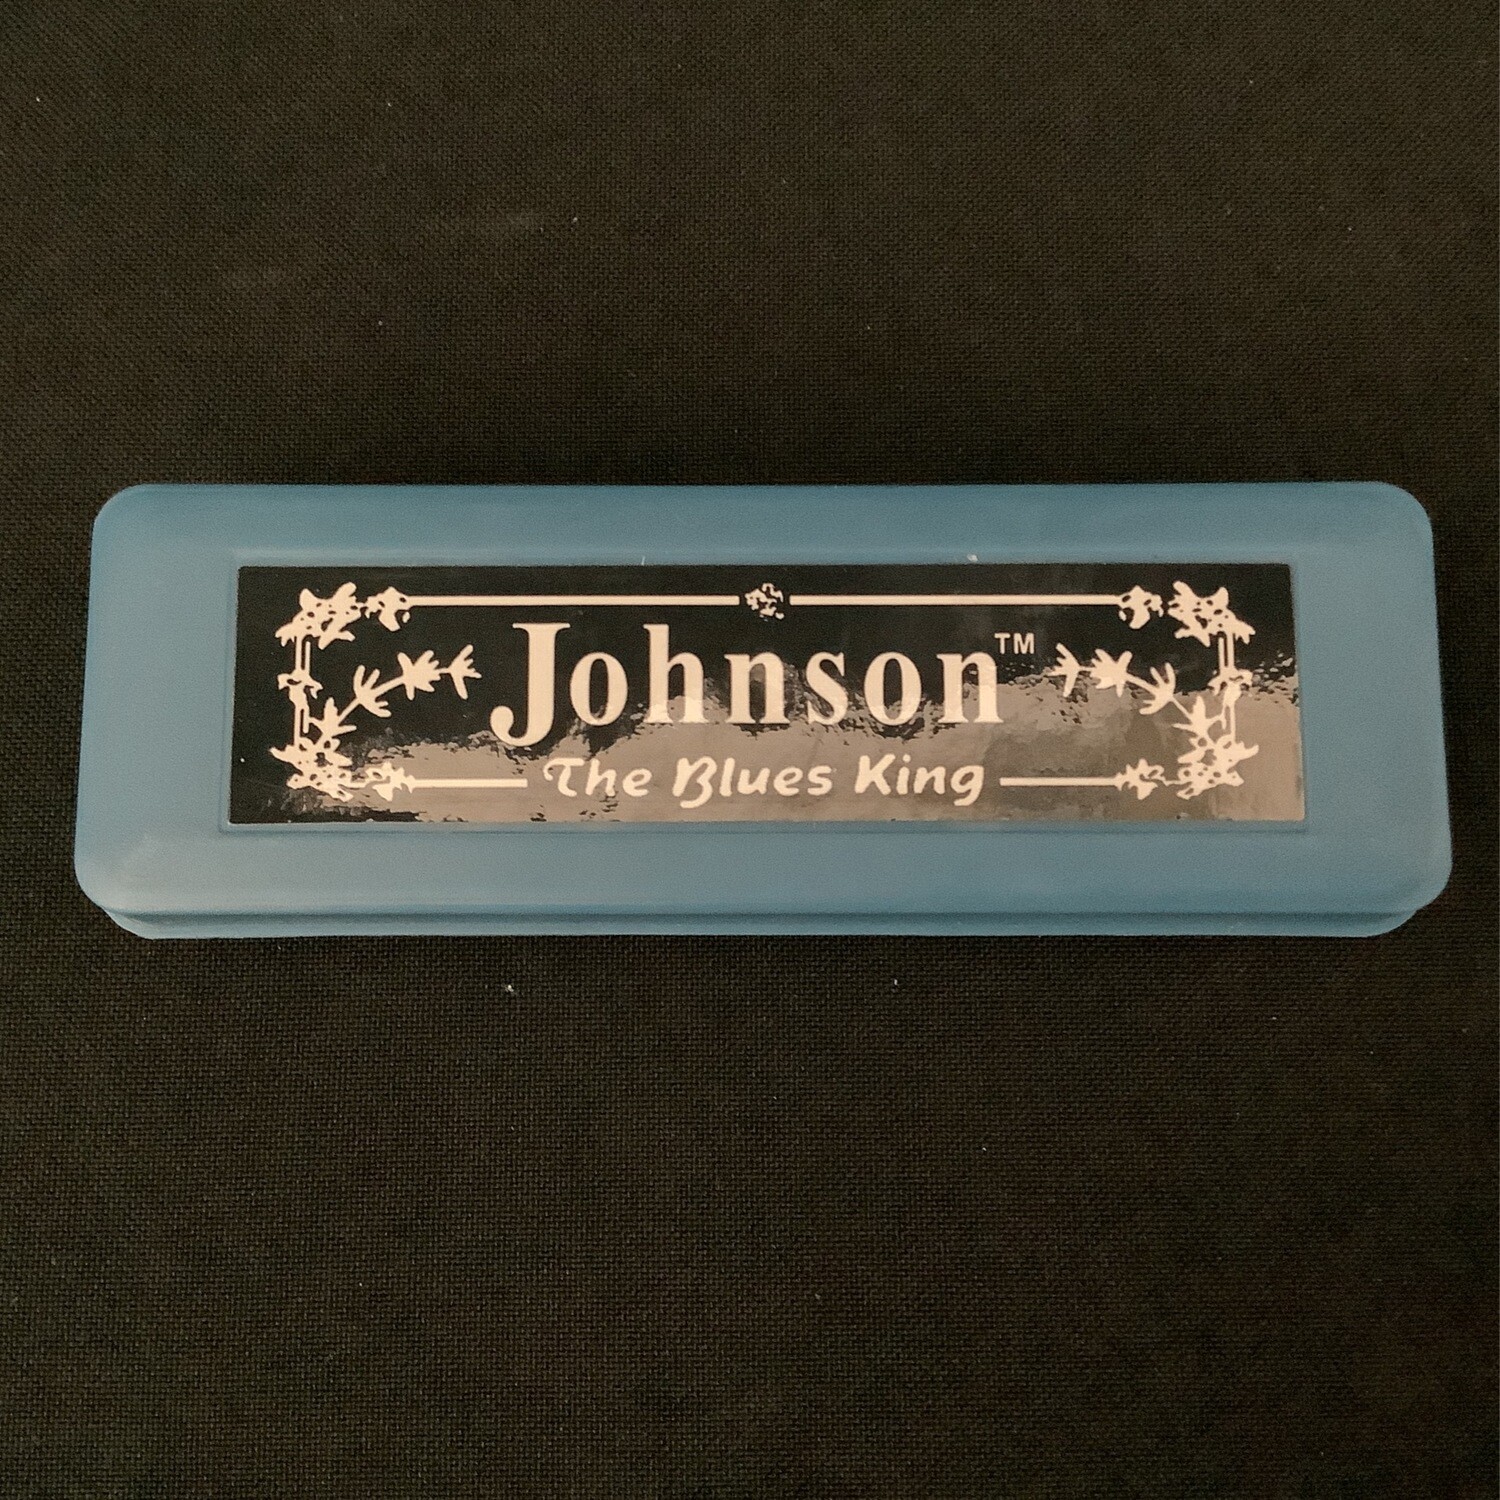 Johnson™
The Blues King